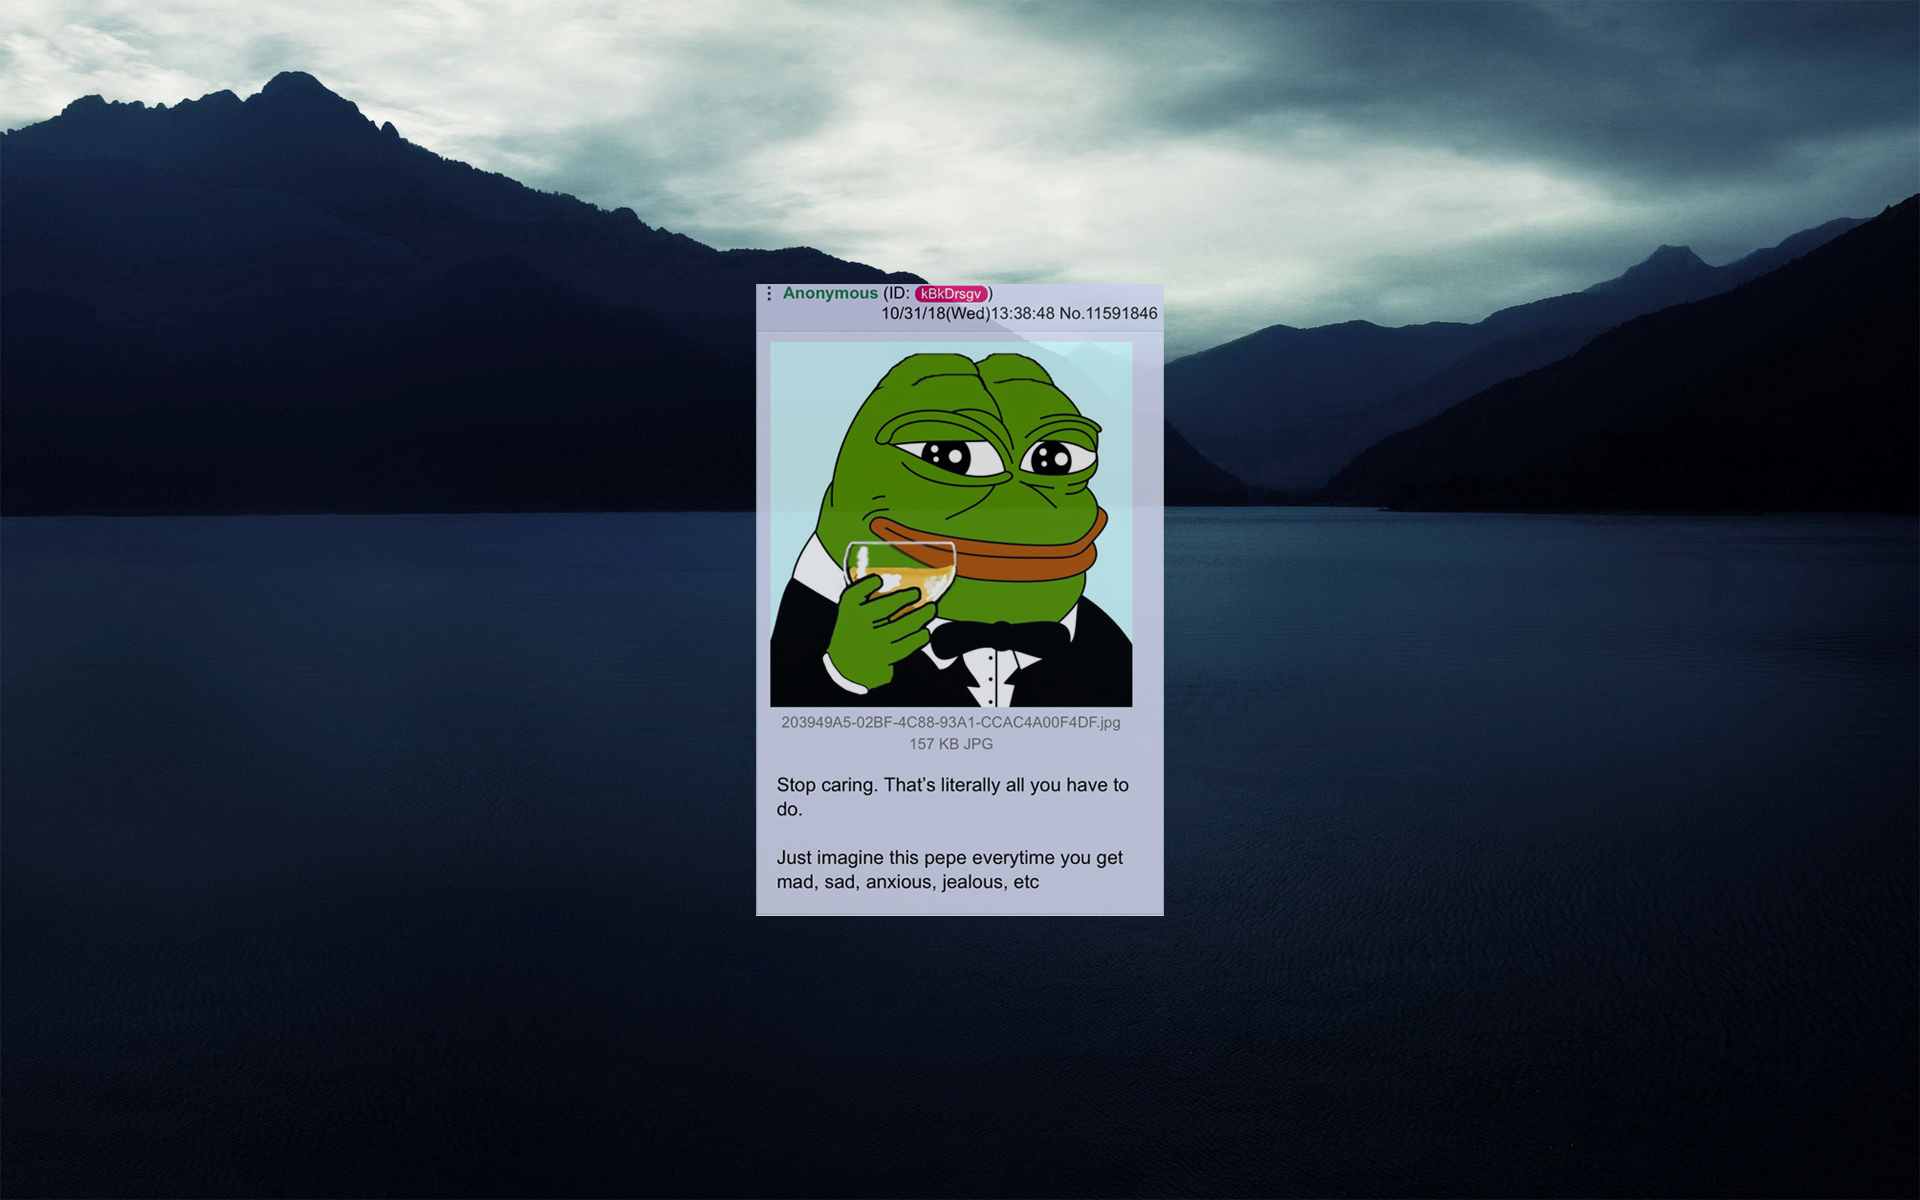 Anonymous (ID: kBkDrsgv)
10/31/18(Wed)13:38:48 No.11591846
203949A5-02BF-4C88-93A1-CCAC4A00F4DF.jpg
157 KB JPG
Stop caring. That’s literally all you have to
do.
Just imagine this pepe everytime you get
mad, sad, anxious, jealous, etc